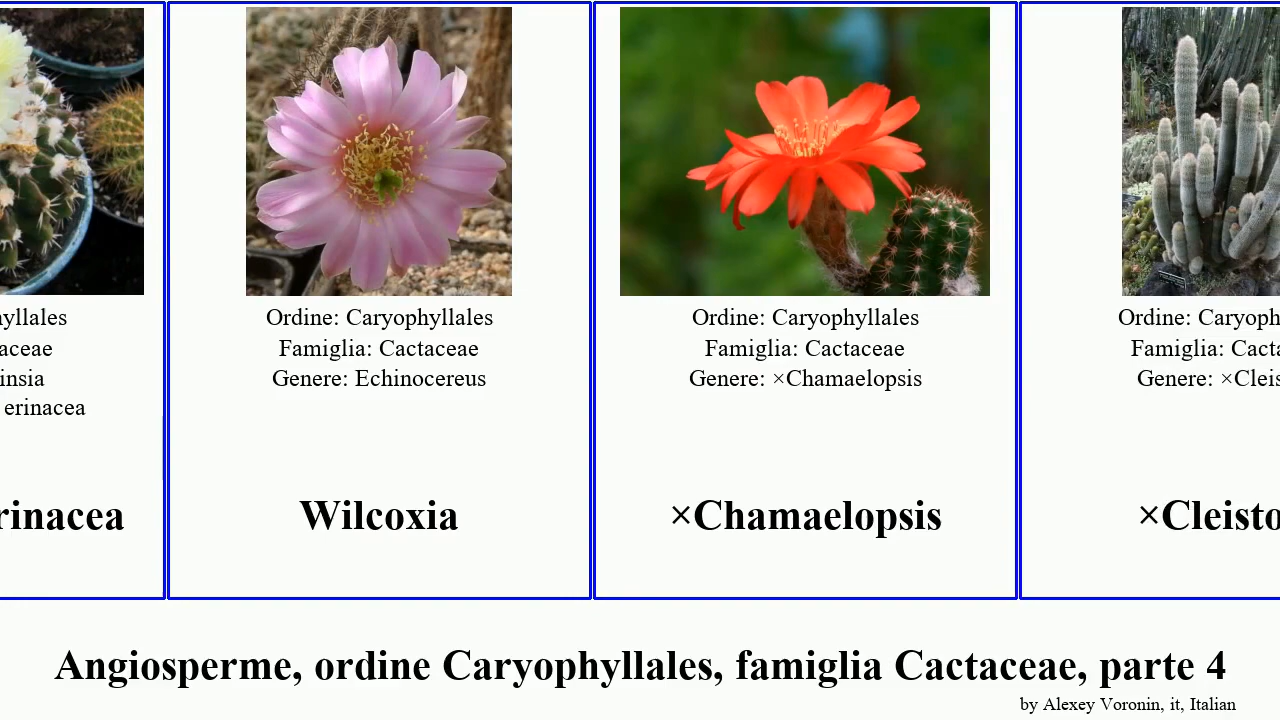 yllales
aceae
insia
erinacea
rinacea
Ordine: Caryophyllales
Famiglia: Cactaceae
Genere: Echinocereus
Wilcoxia
Ordine: Caryophyllales
Famiglia: Cactaceae
Genere: ×Chamaelopsis
×Chamaelopsis
Ordine: Caryoph
Famiglia: Cacta
Genere: ×Cleis
×Cleisto
Angiosperme, ordine Caryophyllales, famiglia Cactaceae, parte 4
by Alexey Voronin, it, Italian